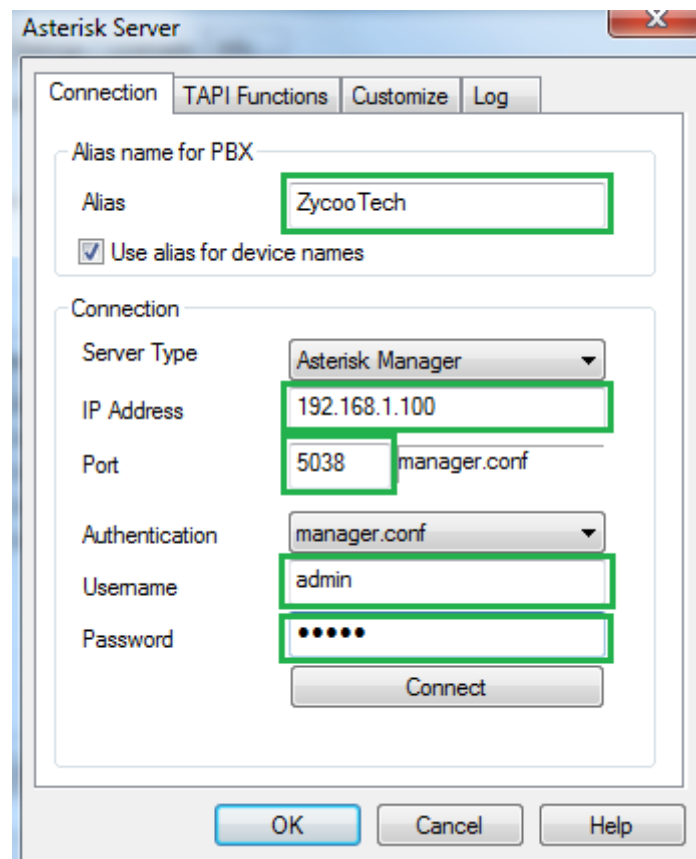 Asterisk Server
Connection TAPI Functions Customize Log
Alias name for PBX
Alias ZycooTech
Use alias for device names
Connection
Server Type Asterisk Manager
IP Address 192.168.1.100
Port 5038 manager.conf
Authentication manager.conf
Username admin
Password •••••
Connect
OK Cancel Help